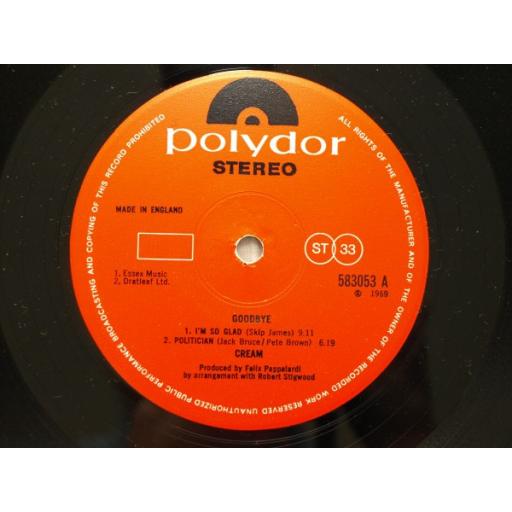 polydor
STEREO
MADE IN ENGLAND
ST 33
1. Essex Music
2. Dratleaf Ltd.
583053 A
℗ 1969
GOODBYE
1. I'M SO GLAD (Skip James) 9.11
2. POLITICIAN (Jack Bruce/Pete Brown) 6.19
CREAM
Produced by Felix Pappalardi
by arrangement with Robert Stigwood
ALL RIGHTS OF THE MANUFACTURER AND OF THE OWNER OF THE RECORDED WORK RESERVED UNAUTHORIZED PUBLIC PERFORMANCE BROADCASTING AND COPYING OF THIS RECORD PROHIBITED